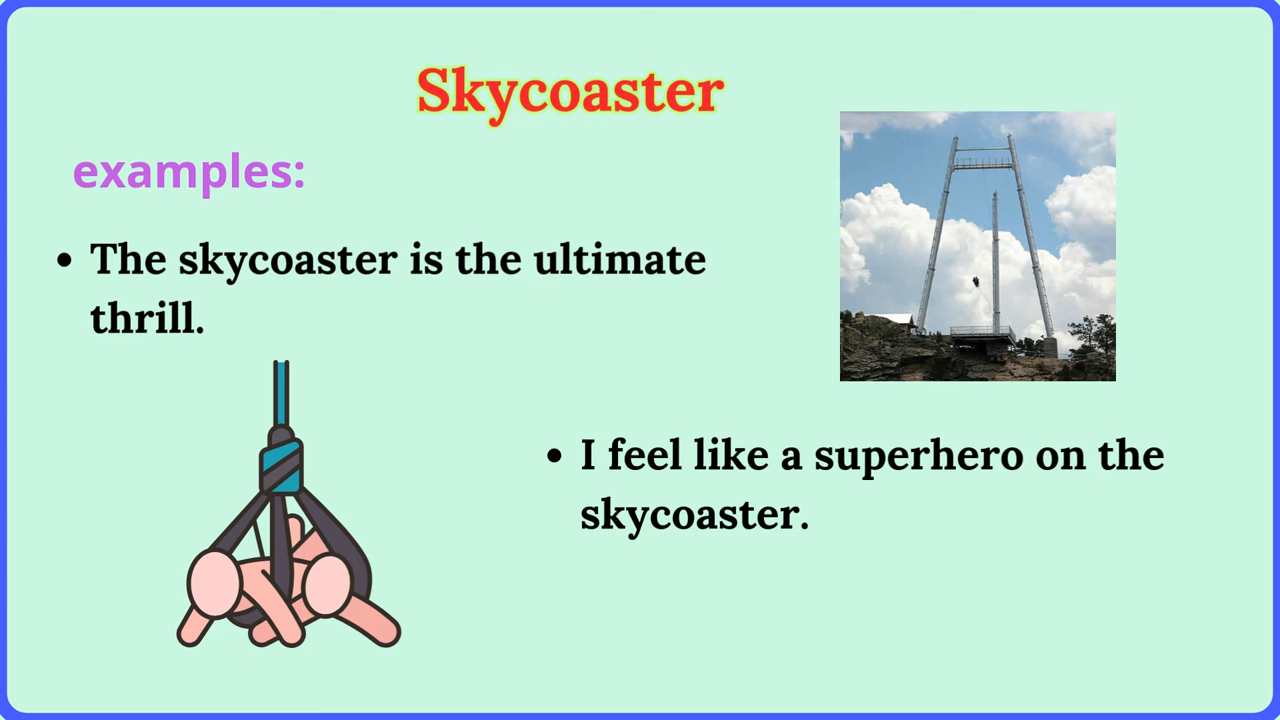 Skycoaster
examples:
• The skycoaster is the ultimate
thrill.
• I feel like a superhero on the
skycoaster.